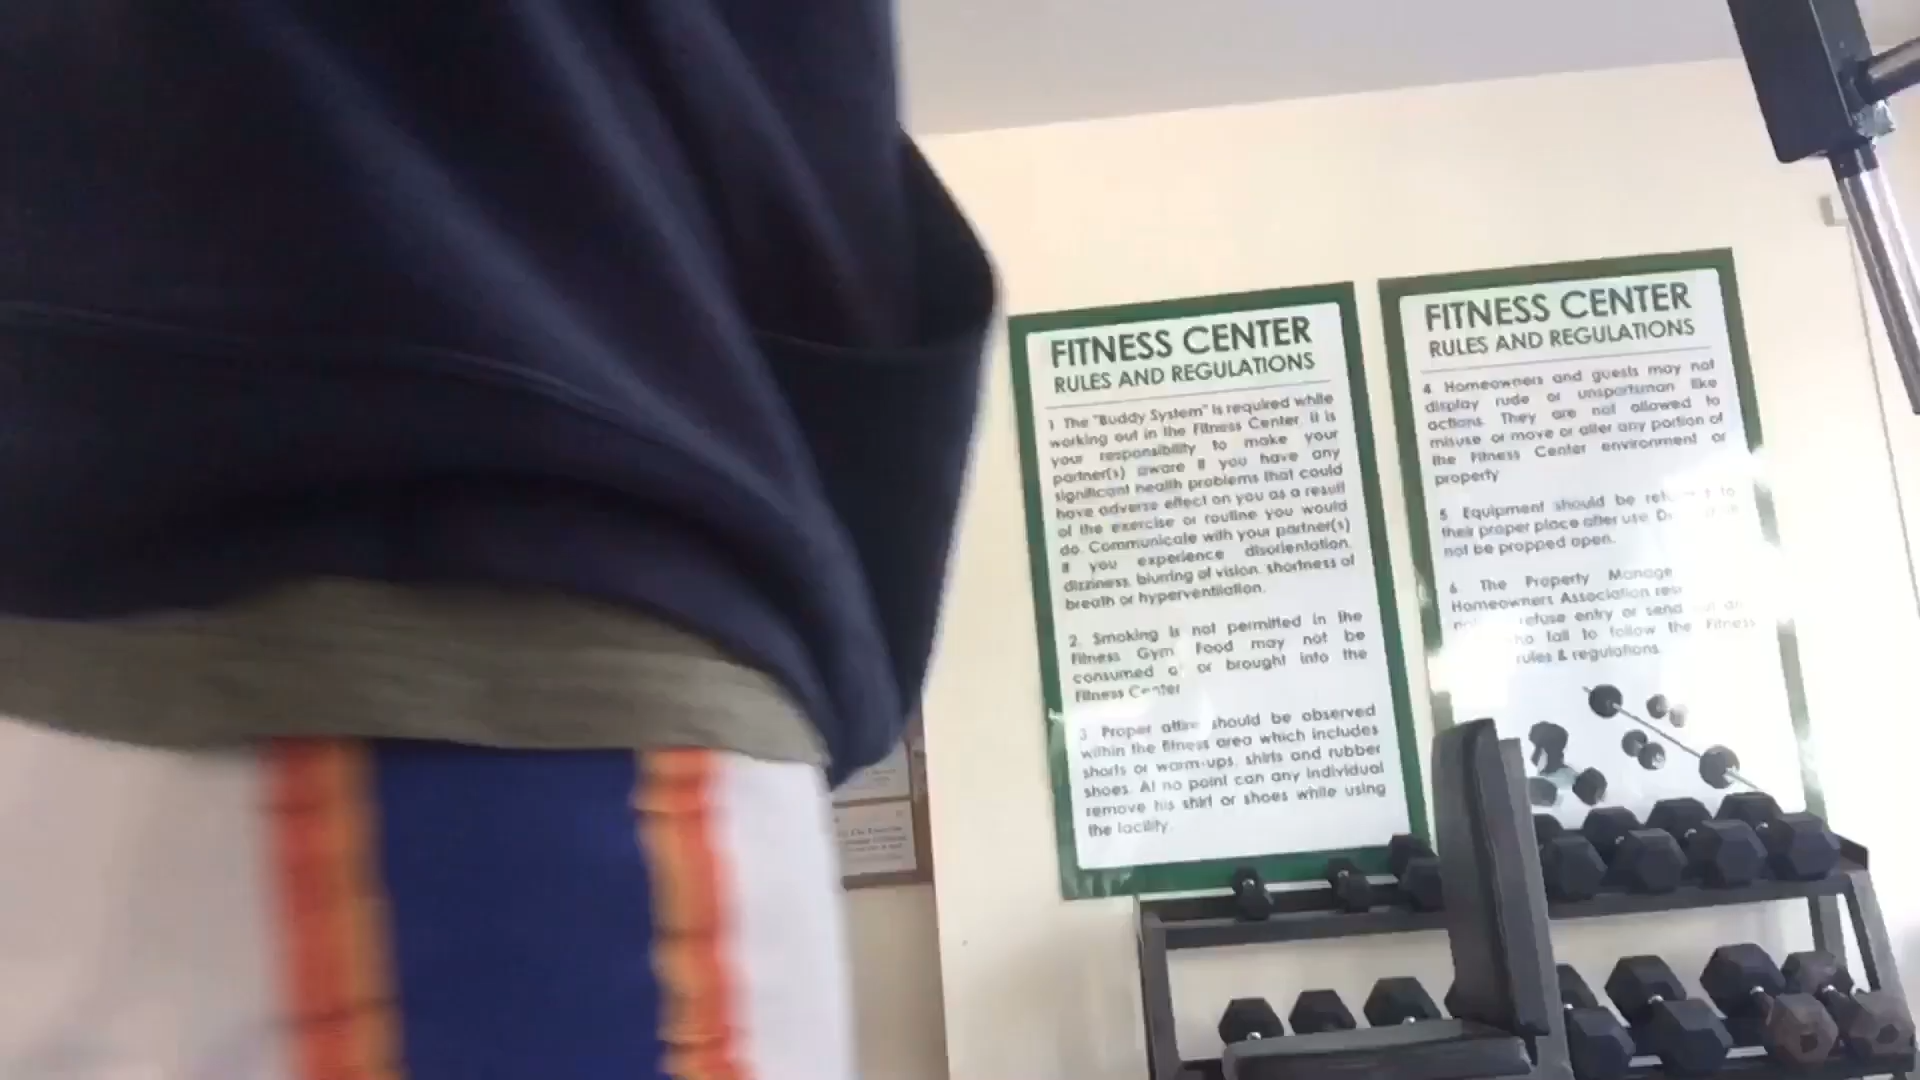 FITNESS CENTER
RULES AND REGULATIONS
1 The "Buddy System" is required while
working out in the Fitness Center. It is
your responsibility to make your
partner(s) aware if you have any
significant health problems that could
have adverse effect on you as a result
of the exercise or routine you would
do. Communicate with your partner(s)
if you experience disorientation,
dizziness, blurring of vision, shortness of
breath or hyperventilation.
2. Smoking is not permitted in the
Fitness Gym. Food may not be
consumed or brought into the
Fitness Center
3 Proper attire should be observed
within the fitness area which includes
shorts or warm-ups, shirts and rubber
shoes. At no point can any individual
remove his shirt or shoes while using
the facility.
FITNESS CENTER
RULES AND REGULATIONS
4 Homeowners and guests may not
display rude or unsportsman like
actions. They are not allowed to
misuse or move or alter any portion of
the Fitness Center environment or
property
5 Equipment should be to
their proper place after use.
not be propped open.
6 The Property
Homeowners Association
refuse entry or send
fail to follow the Fitness
rules & regulations.